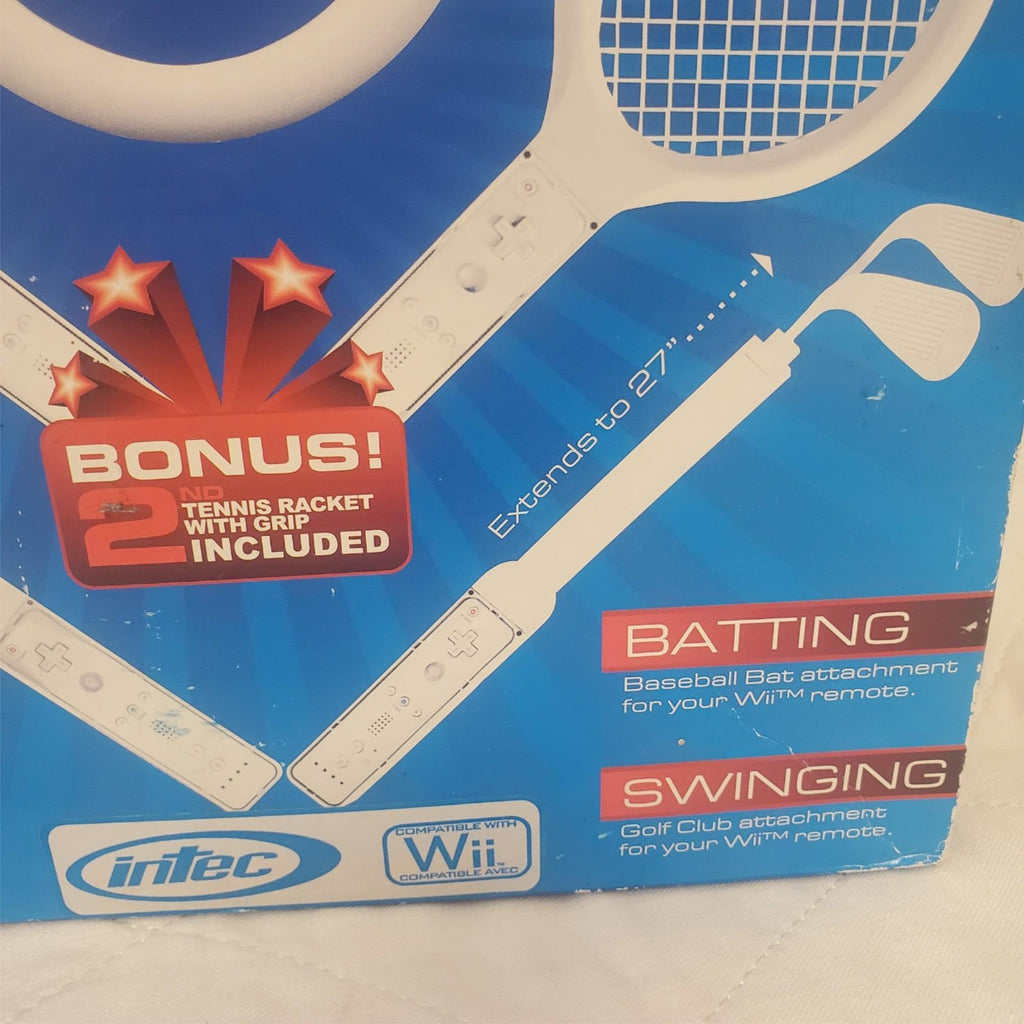 Extends to 27”
BONUS!
2ND
TENNIS RACKET
WITH GRIP
INCLUDED
BATTING
Baseball Bat attachment
for your Wii™ remote.
SWINGING
Golf Club attachment
for your Wii™ remote.
intec
COMPATIBLE WITH
Wii™
COMPATIBLE AVEC